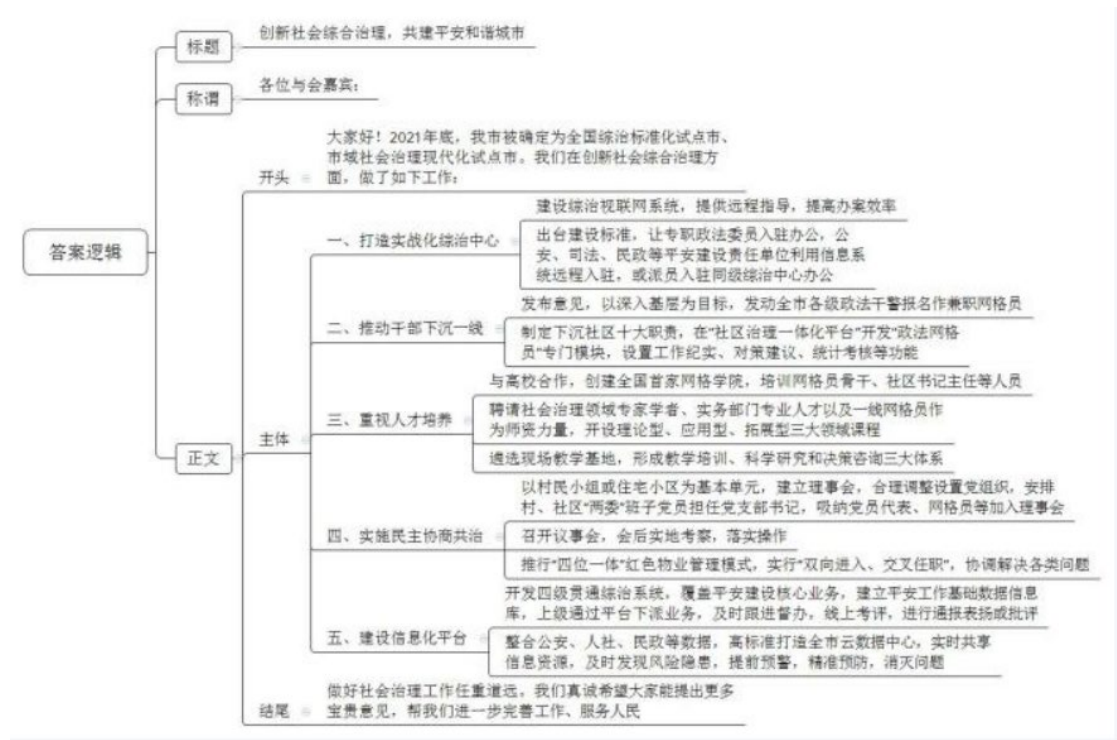 答案逻辑
标题
创新社会综合治理，共建平安和谐城市
称谓
各位与会嘉宾：
正文
开头
大家好！2021年底，我市被确定为全国综治标准化试点市、
市域社会治理现代化试点市。我们在创新社会综合治理方
面，做了如下工作：
主体
一、打造实战化综治中心
建设综治视联网系统，提供远程指导，提高办案效率
出台建设标准，让专职政法委员入驻办公，公
安、司法、民政等平安建设责任单位利用信息系
统远程入驻，或派员入驻同级综治中心办公
二、推动干部下沉一线
发布意见，以深入基层为目标，发动全市各级政法干警报名作兼职网格员
制定下沉社区十大职责，在“社区治理一体化平台”开发“政法网格
员”专门模块，设置工作纪实、对策建议、统计考核等功能
三、重视人才培养
与高校合作，创建全国首家网格学院，培训网格员骨干、社区书记主任等人员
聘请社会治理领域专家学者、实务部门专业人才以及一线网格员作
为师资力量，开设理论型、应用型、拓展型三大领域课程
遴选现场教学基地，形成教学培训、科学研究和决策咨询三大体系
四、实施民主协商共治
以村民小组或住宅小区为基本单元，建立理事会，合理调整设置党组织，安排
村、社区“两委”班子党员担任党支部书记，吸纳党员代表、网格员等加入理事会
召开议事会，会后实地考察，落实操作
推行“四位一体”红色物业管理模式，实行“双向进入、交叉任职”，协调解决各类问题
五、建设信息化平台
开发四级贯通综治系统，覆盖平安建设核心业务，建立平安工作基础数据信息
库，上级通过平台下派业务，及时跟进督办，线上考评，进行通报表扬或批评
整合公安、人社、民政等数据，高标准打造全市云数据中心，实时共享
信息资源，及时发现风险隐患，提前预警，精准预防，消灭问题
结尾
做好社会治理工作任重道远，我们真诚希望大家能提出更多
宝贵意见，帮我们进一步完善工作、服务人民